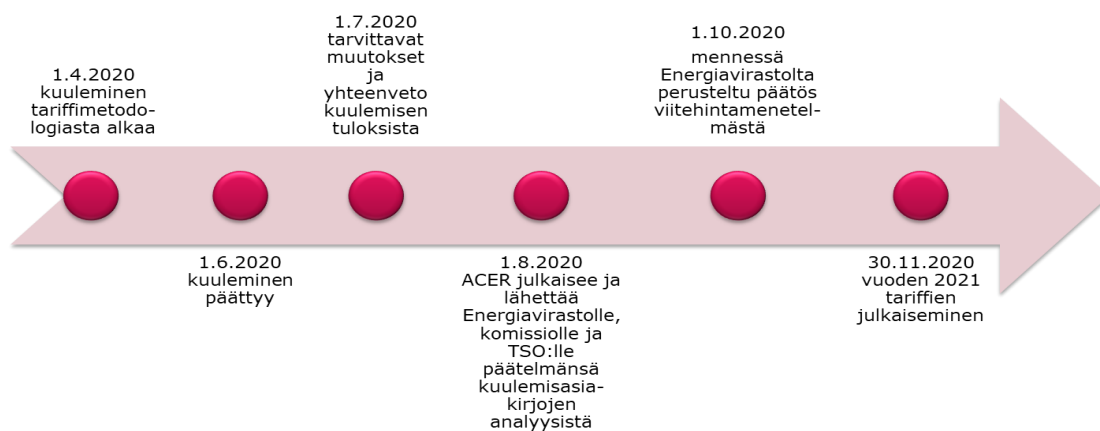 1.4.2020
kuuleminen
tariffimetodo-
logiasta alkaa
1.6.2020
kuuleminen
päättyy
1.7.2020
tarvittavat
muutokset
ja
yhteenveto
kuulemisen
tuloksista
1.8.2020
ACER julkaisee ja
lähettää
Energiavirastolle,
komissiolle ja
TSO:lle
päätelmänsä
kuulemisasia-
kirjojen
analyysistä
1.10.2020
mennessä
Energiavirastolta
perusteltu päätös
viitehintamenetel-
mästä
30.11.2020
vuoden 2021
tariffien
julkaiseminen